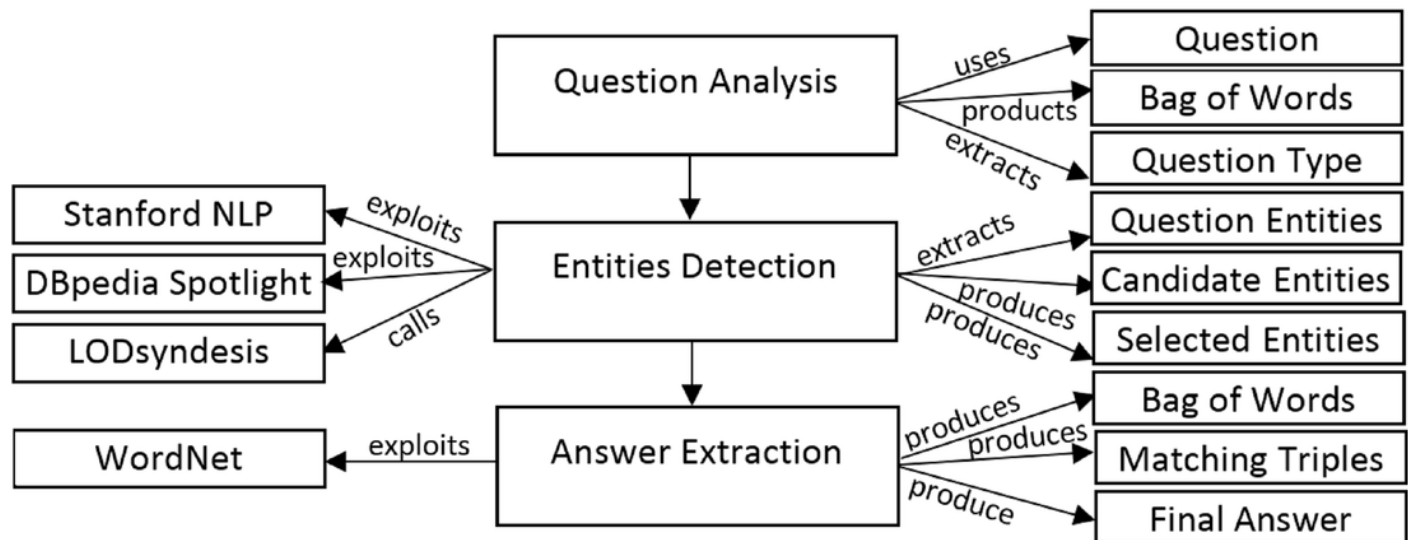 Question Analysis
uses
Question
products
Bag of Words
extracts
Question Type
Stanford NLP
exploits
DBpedia Spotlight
exploits
LODsyndesis
calls
Entities Detection
extracts
Question Entities
produces
Candidate Entities
produces
Selected Entities
WordNet
exploits
Answer Extraction
produces
Bag of Words
produces
Matching Triples
produce
Final Answer